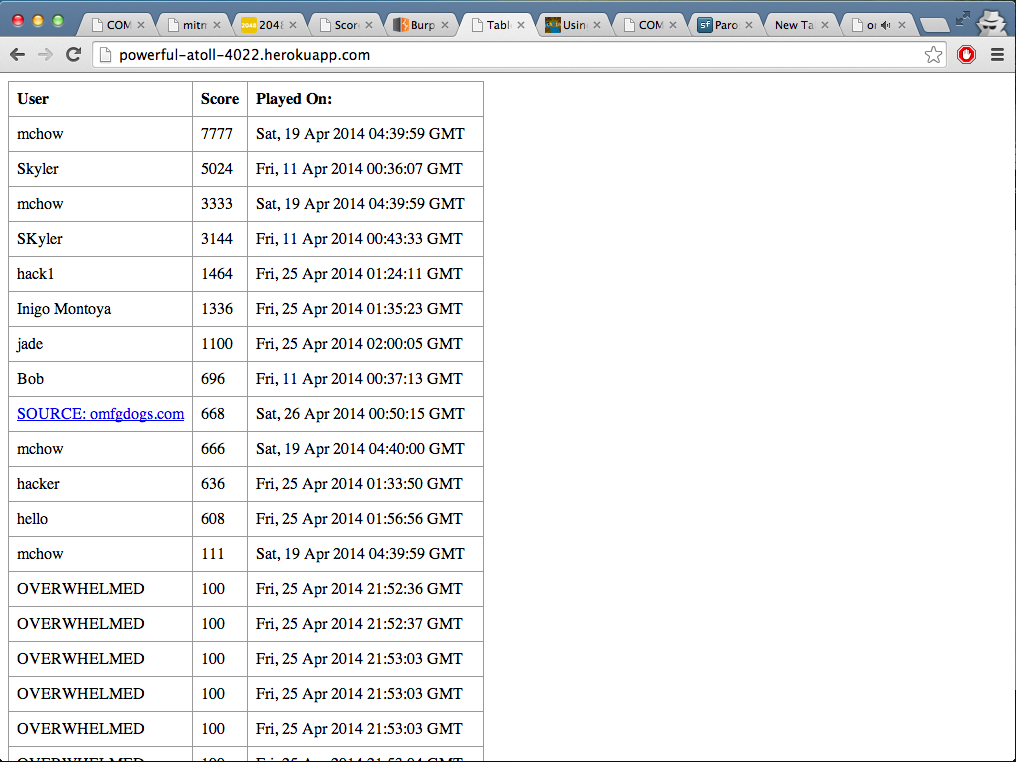 COM mitm 2048 Scor Burp Table Usin COM Paro New Ta
powerful-atoll-4022.herokuapp.com
User Score Played On:
mchow 7777 Sat, 19 Apr 2014 04:39:59 GMT
Skyler 5024 Fri, 11 Apr 2014 00:36:07 GMT
mchow 3333 Sat, 19 Apr 2014 04:39:59 GMT
SKyler 3144 Fri, 11 Apr 2014 00:43:33 GMT
hack1 1464 Fri, 25 Apr 2014 01:24:11 GMT
Inigo Montoya 1336 Fri, 25 Apr 2014 01:35:23 GMT
jade 1100 Fri, 25 Apr 2014 02:00:05 GMT
Bob 696 Fri, 11 Apr 2014 00:37:13 GMT
SOURCE: omfgdogs.com 668 Sat, 26 Apr 2014 00:50:15 GMT
mchow 666 Sat, 19 Apr 2014 04:40:00 GMT
hacker 636 Fri, 25 Apr 2014 01:33:50 GMT
hello 608 Fri, 25 Apr 2014 01:56:56 GMT
mchow 111 Sat, 19 Apr 2014 04:39:59 GMT
OVERWHELMED 100 Fri, 25 Apr 2014 21:52:36 GMT
OVERWHELMED 100 Fri, 25 Apr 2014 21:52:37 GMT
OVERWHELMED 100 Fri, 25 Apr 2014 21:53:03 GMT
OVERWHELMED 100 Fri, 25 Apr 2014 21:53:03 GMT
OVERWHELMED 100 Fri, 25 Apr 2014 21:53:03 GMT